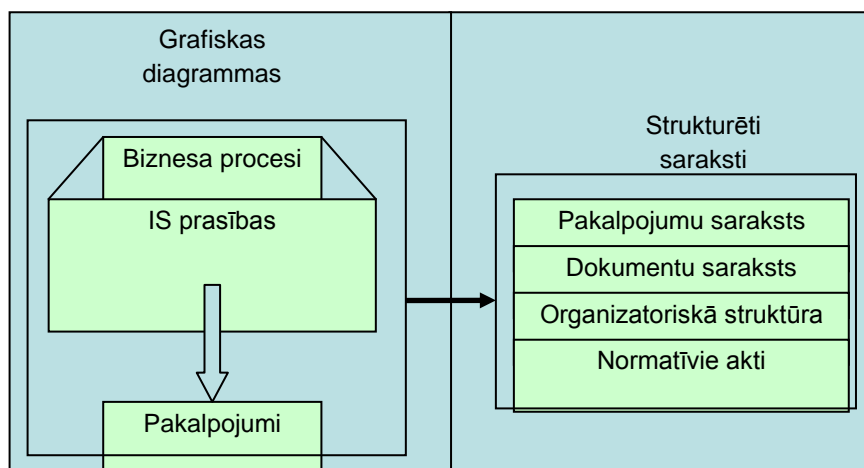 Grafiskas
diagrammas
Biznesa procesi
IS prasības
Pakalpojumi
Strukturēti
saraksti
Pakalpojumu saraksts
Dokumentu saraksts
Organizatoriskā struktūra
Normatīvie akti